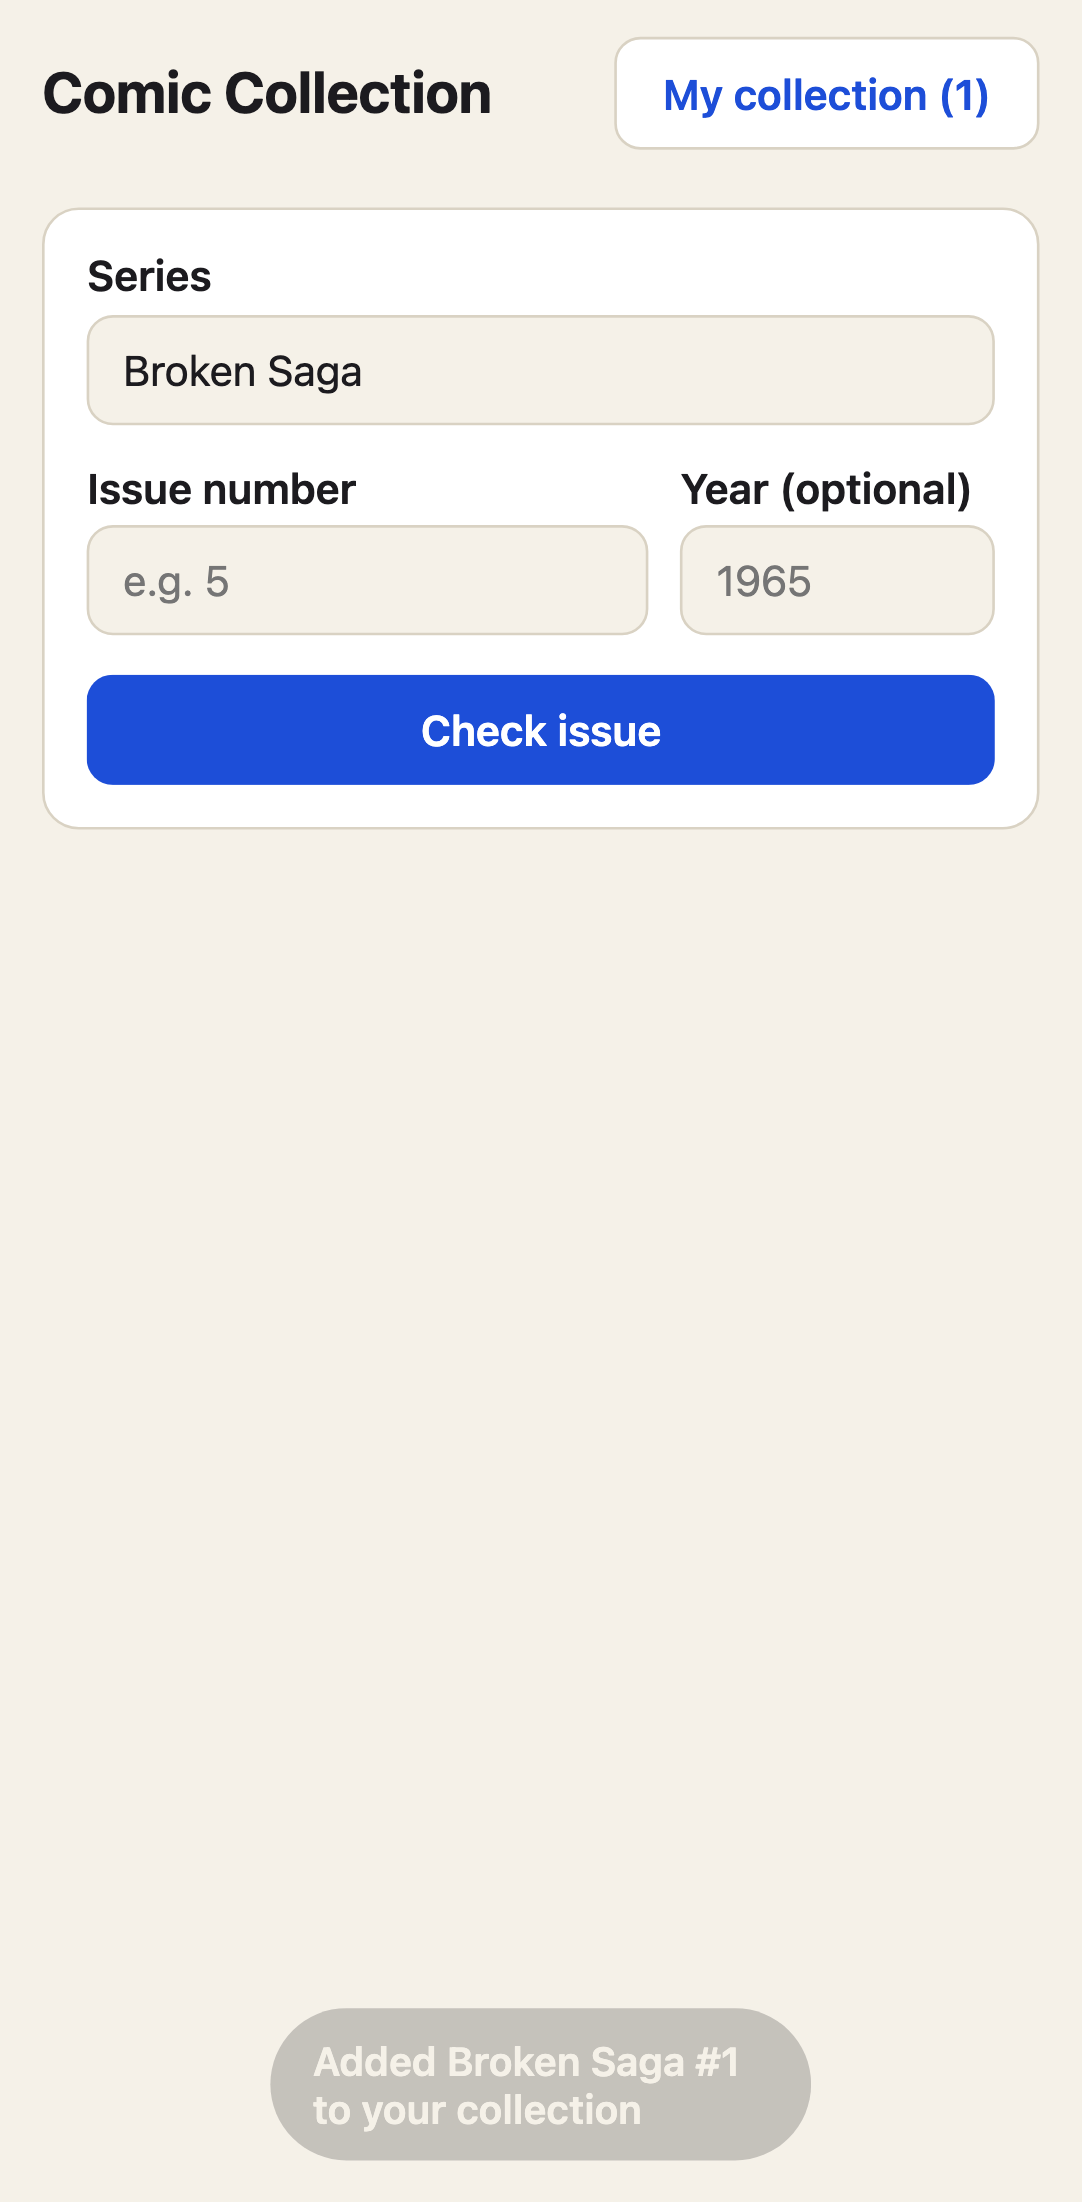 Comic Collection
My collection (1)
Series
Broken Saga
Issue number
Year (optional)
e.g. 5
1965
Check issue
Added Broken Saga #1
to your collection